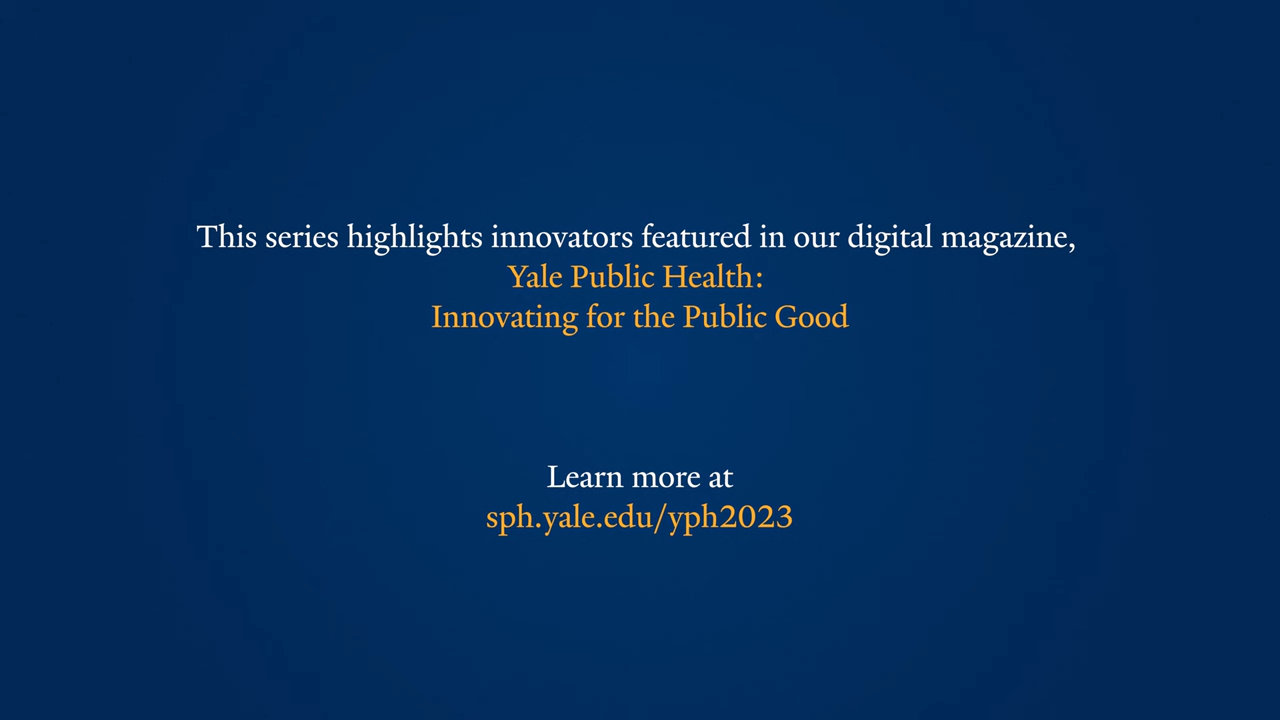 This series highlights innovators featured in our digital magazine,
Yale Public Health:
Innovating for the Public Good
Learn more at
sph.yale.edu/yph2023